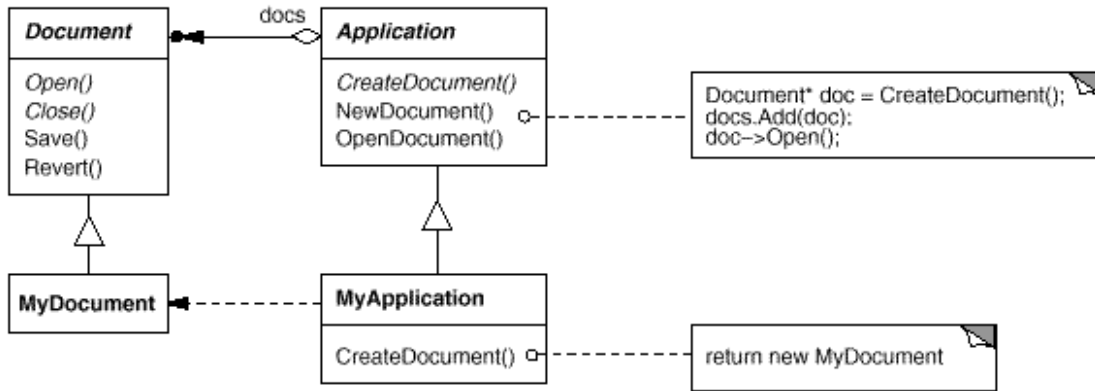 docs
Document
Open()
Close()
Save()
Revert()
Application
CreateDocument()
NewDocument()
OpenDocument()
Document* doc = CreateDocument();
docs.Add(doc);
doc–>Open();
MyDocument
MyApplication
CreateDocument()
return new MyDocument